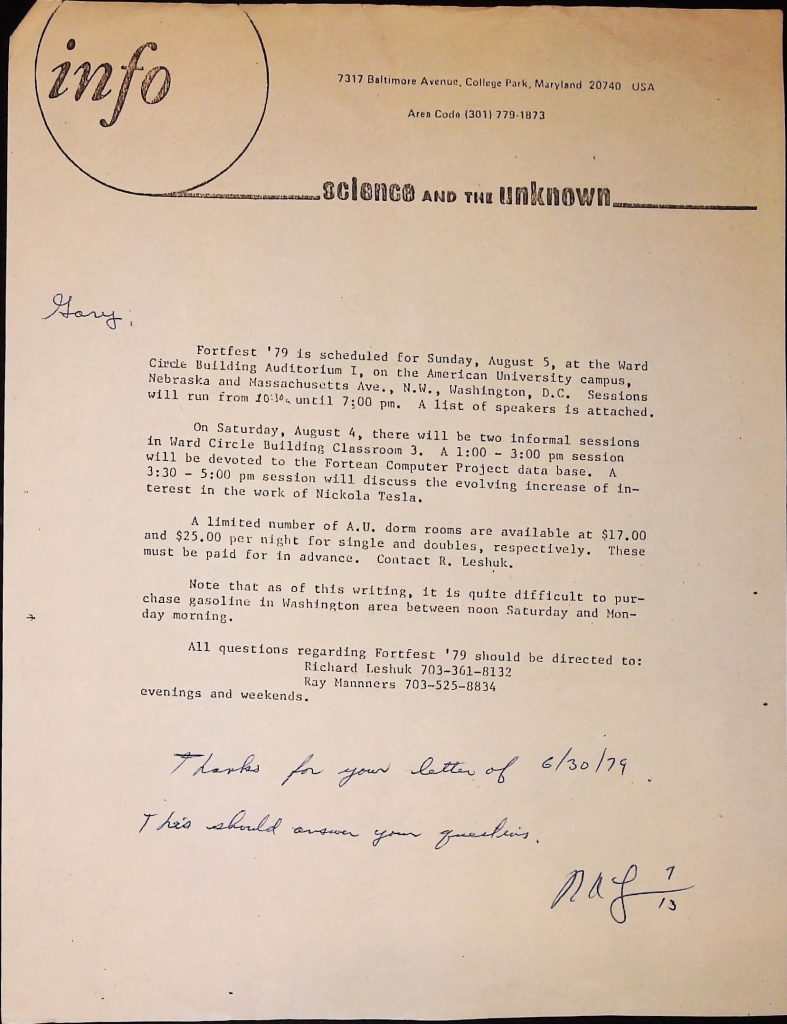 info
7317 Baltimore Avenue, College Park, Maryland 20740 USA
Area Code (301) 779-1873
science AND THE unknown
Gary,
Fortfest '79 is scheduled for Sunday, August 5, at the Ward
Circle Building Auditorium I, on the American University campus,
Nebraska and Massachusetts Ave., N.W., Washington, D.C. Sessions
will run from 10:30 until 7:00 pm. A list of speakers is attached.
On Saturday, August 4, there will be two informal sessions
in Ward Circle Building Classroom 3. A 1:00 - 3:00 pm session
will be devoted to the Fortean Computer Project data base. A
3:30 - 5:00 pm session will discuss the evolving increase of in-
terest in the work of Nickola Tesla.
A limited number of A.U. dorm rooms are available at $17.00
and $25.00 per night for single and doubles, respectively. These
must be paid for in advance. Contact R. Leshuk.
Note that as of this writing, it is quite difficult to pur-
chase gasoline in Washington area between noon Saturday and Mon-
day morning.
All questions regarding Fortfest '79 should be directed to:
Richard Leshuk 703-361-8132
Ray Mannners 703-525-8834
evenings and weekends.
Thanks for your letter of 6/30/79.
This should answer your questions.
RAL 7/13